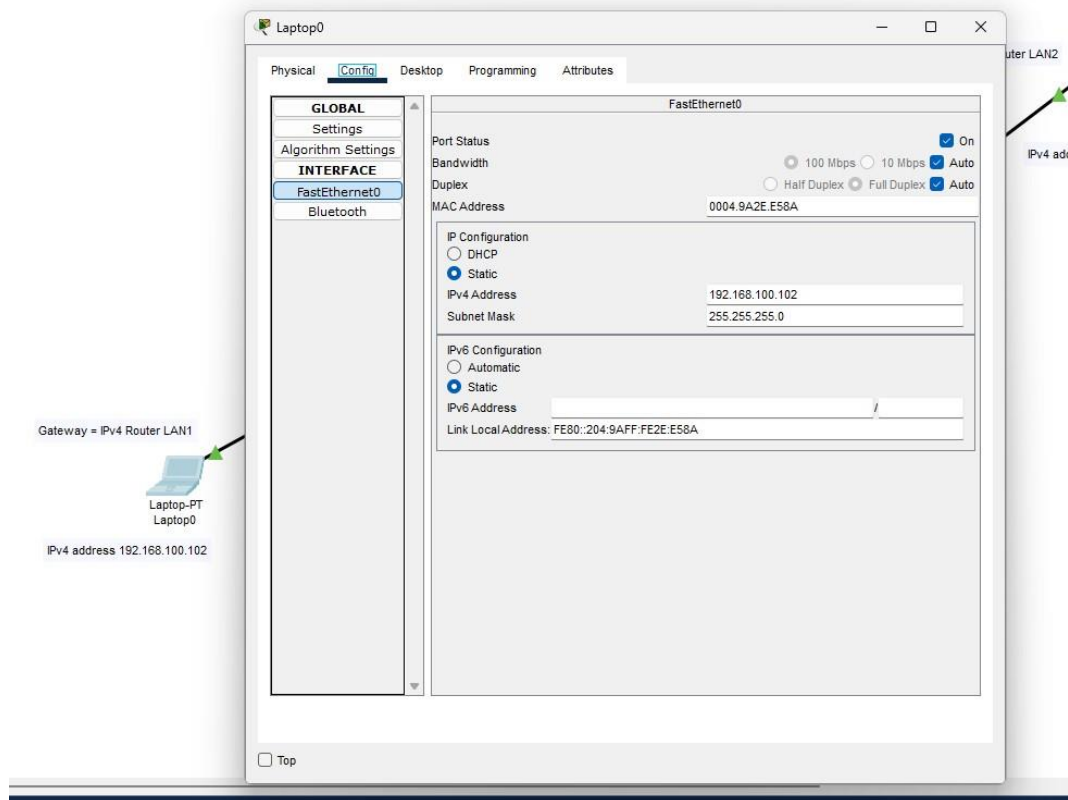 Laptop0
Physical Config Desktop Programming Attributes
GLOBAL
Settings
Algorithm Settings
INTERFACE
FastEthernet0
Bluetooth
FastEthernet0
Port Status On
Bandwidth 100 Mbps 10 Mbps Auto
Duplex Half Duplex Full Duplex Auto
MAC Address 0004.9A2E.E58A
IP Configuration
DHCP
Static
IPv4 Address 192.168.100.102
Subnet Mask 255.255.255.0
IPv6 Configuration
Automatic
Static
IPv6 Address /
Link Local Address: FE80::204:9AFF:FE2E:E58A
Top
Gateway = IPv4 Router LAN1
Laptop-PT
Laptop0
IPv4 address 192.168.100.102
LAN2
IPv4